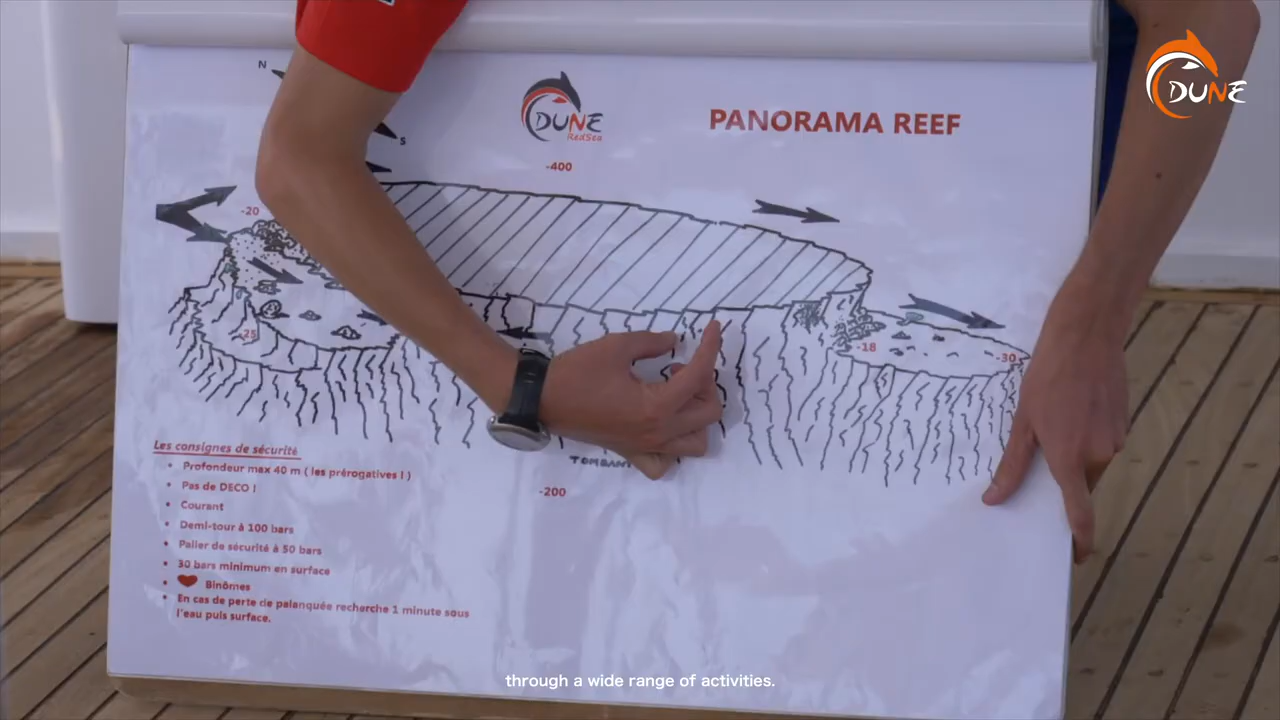 DUNE
N
DUNE
RedSea
PANORAMA REEF
S
-400
-20
-25
-18
-30
Les consignes de sécurité
• Profondeur max 40 m ( les prérogatives ! )
• Pas de DECO !
• Courant
• Demi-tour à 100 bars
• Palier de sécurité à 50 bars
• 30 bars minimum en surface
• Binômes
• En cas de perte de palanquée recherche 1 minute sous
l'eau puis surface.
TOMBANT
-200
through a wide range of activities.